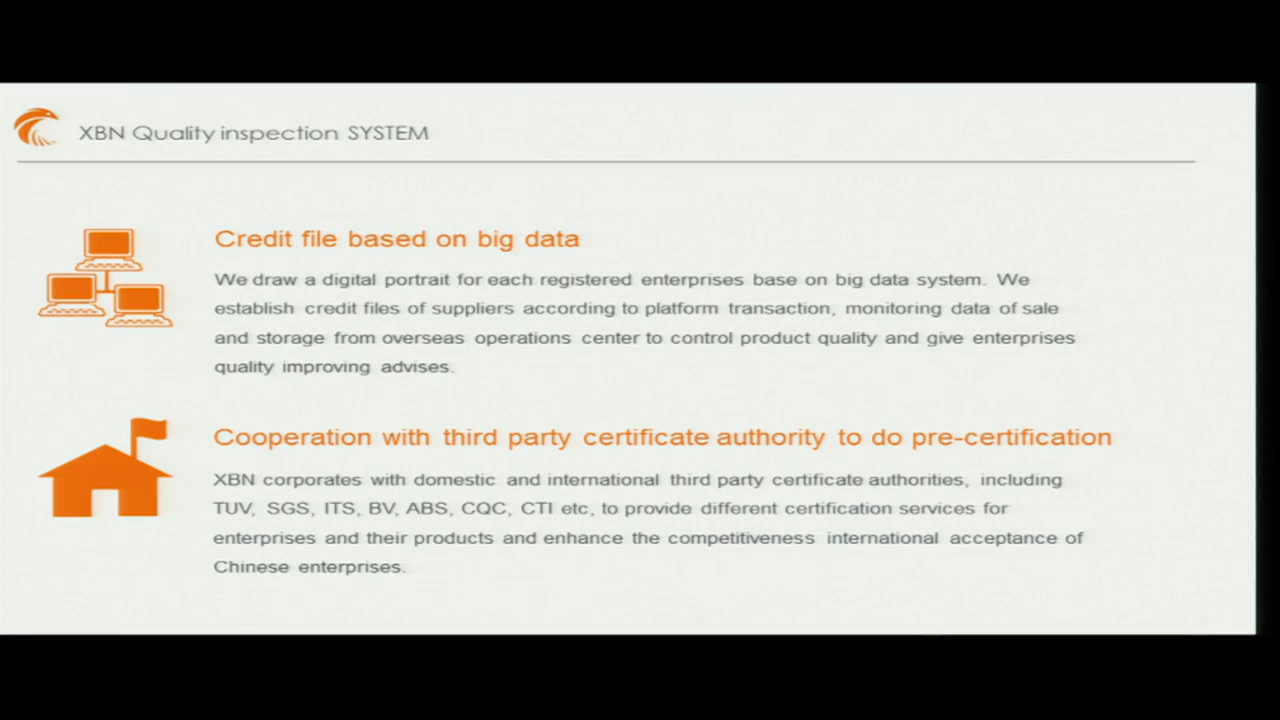 XBN Quality inspection SYSTEM
Credit file based on big data
We draw a digital portrait for each registered enterprises base on big data system. We
establish credit files of suppliers according to platform transaction, monitoring data of sale
and storage from overseas operations center to control product quality and give enterprises
quality improving advises.
Cooperation with third party certificate authority to do pre-certification
XBN corporates with domestic and international third party certificate authorities, including
TUV, SGS, ITS, BV, ABS, CQC, CTI etc, to provide different certification services for
enterprises and their products and enhance the competitiveness international acceptance of
Chinese enterprises.